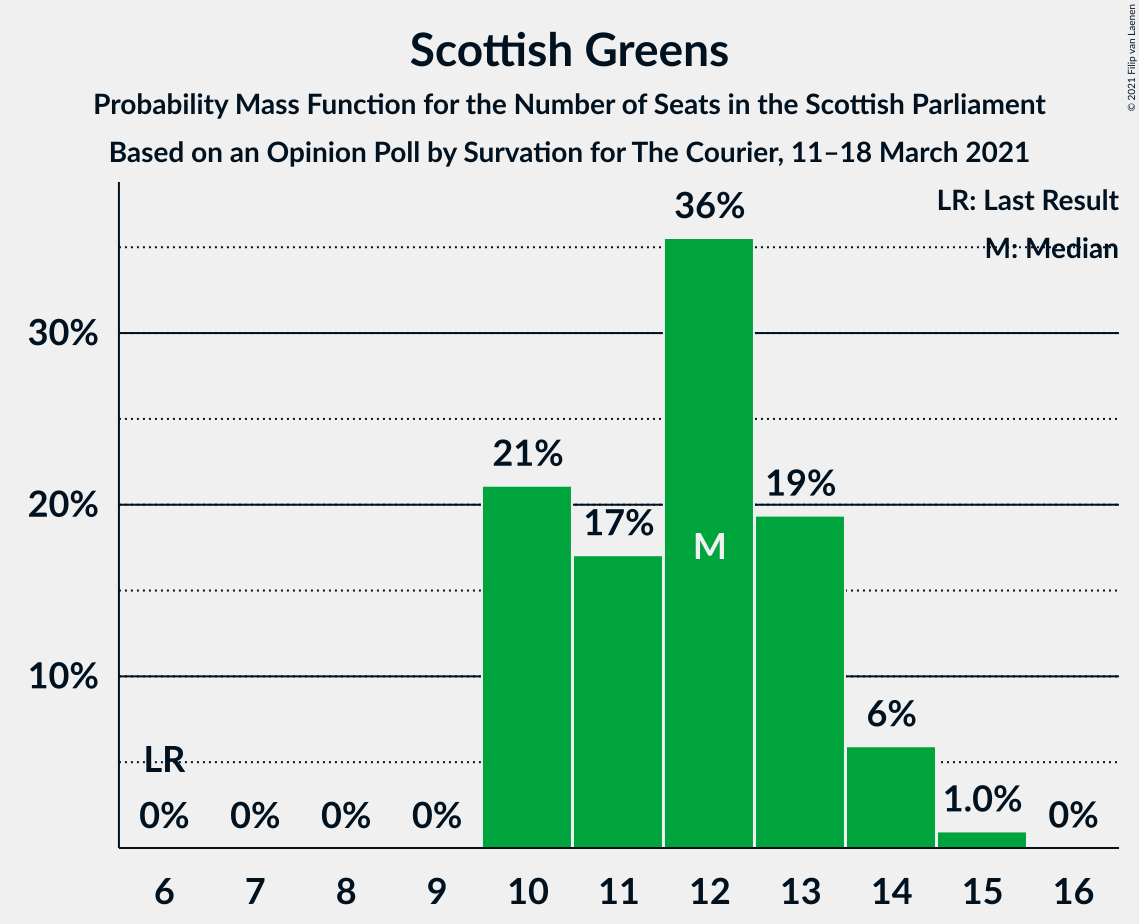 Scottish Greens
Probability Mass Function for the Number of Seats in the Scottish Parliament
Based on an Opinion Poll by Survation for The Courier, 11–18 March 2021
© 2021 Filip van Laenen
LR: Last Result
M: Median
36%
30%
21%
19%
20%
17%
M
10%
6%
LR
1.0%
0% 0% 0% 0% 0%
6 7 8 9 10 11 12 13 14 15 16